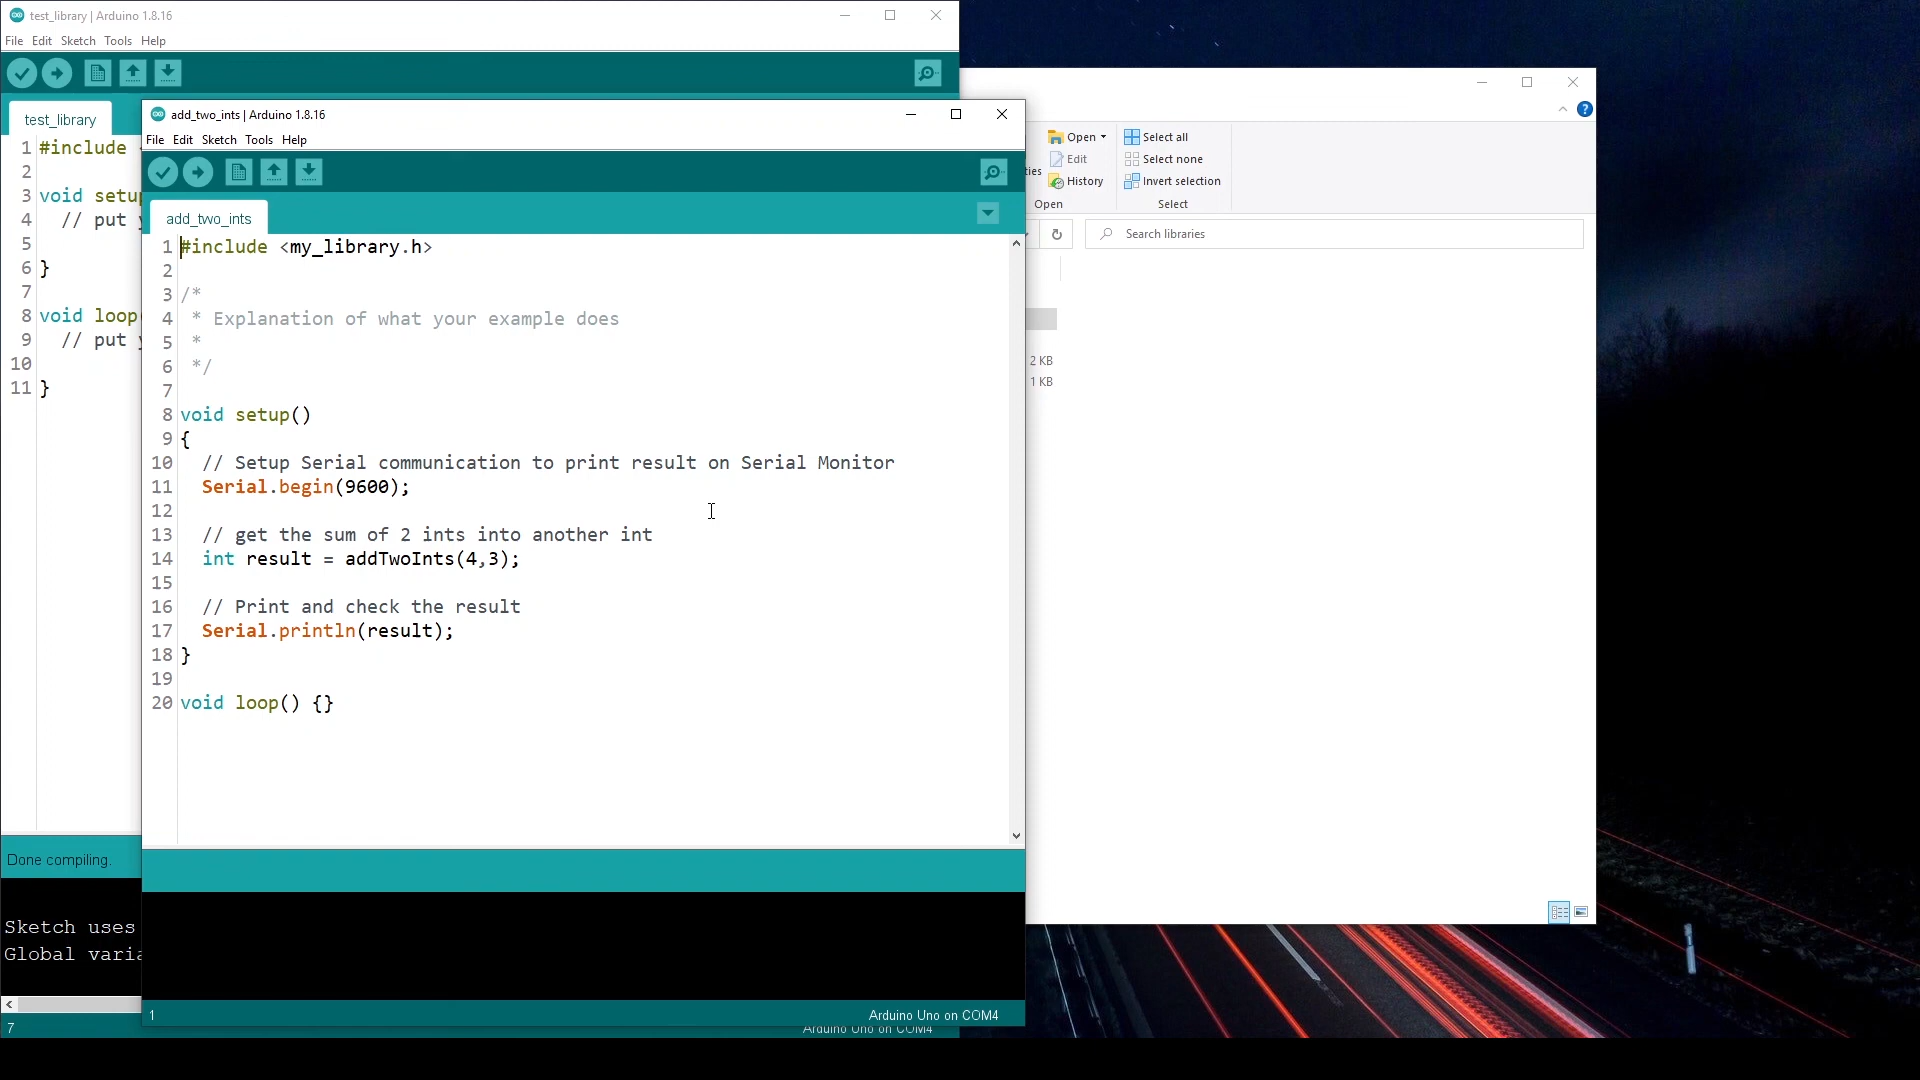 test_library | Arduino 1.8.16
File Edit Sketch Tools Help
test_library
1 #include
2
3 void setu
4 // put
5
6 }
7
8 void loop
9 // put
10
11 }
Done compiling.
Sketch uses
Global varia
7
Arduino Uno on COM4
add_two_ints | Arduino 1.8.16
File Edit Sketch Tools Help
add_two_ints
1 #include <my_library.h>
2
3 /*
4 * Explanation of what your example does
5 *
6 */
7
8 void setup()
9 {
10 // Setup Serial communication to print result on Serial Monitor
11 Serial.begin(9600);
12
13 // get the sum of 2 ints into another int
14 int result = addTwoInts(4,3);
15
16 // Print and check the result
17 Serial.println(result);
18 }
19
20 void loop() {}
1
Arduino Uno on COM4
Open
Edit
History
Open
ties
Select all
Select none
Invert selection
Select
Search libraries
2 KB
1 KB